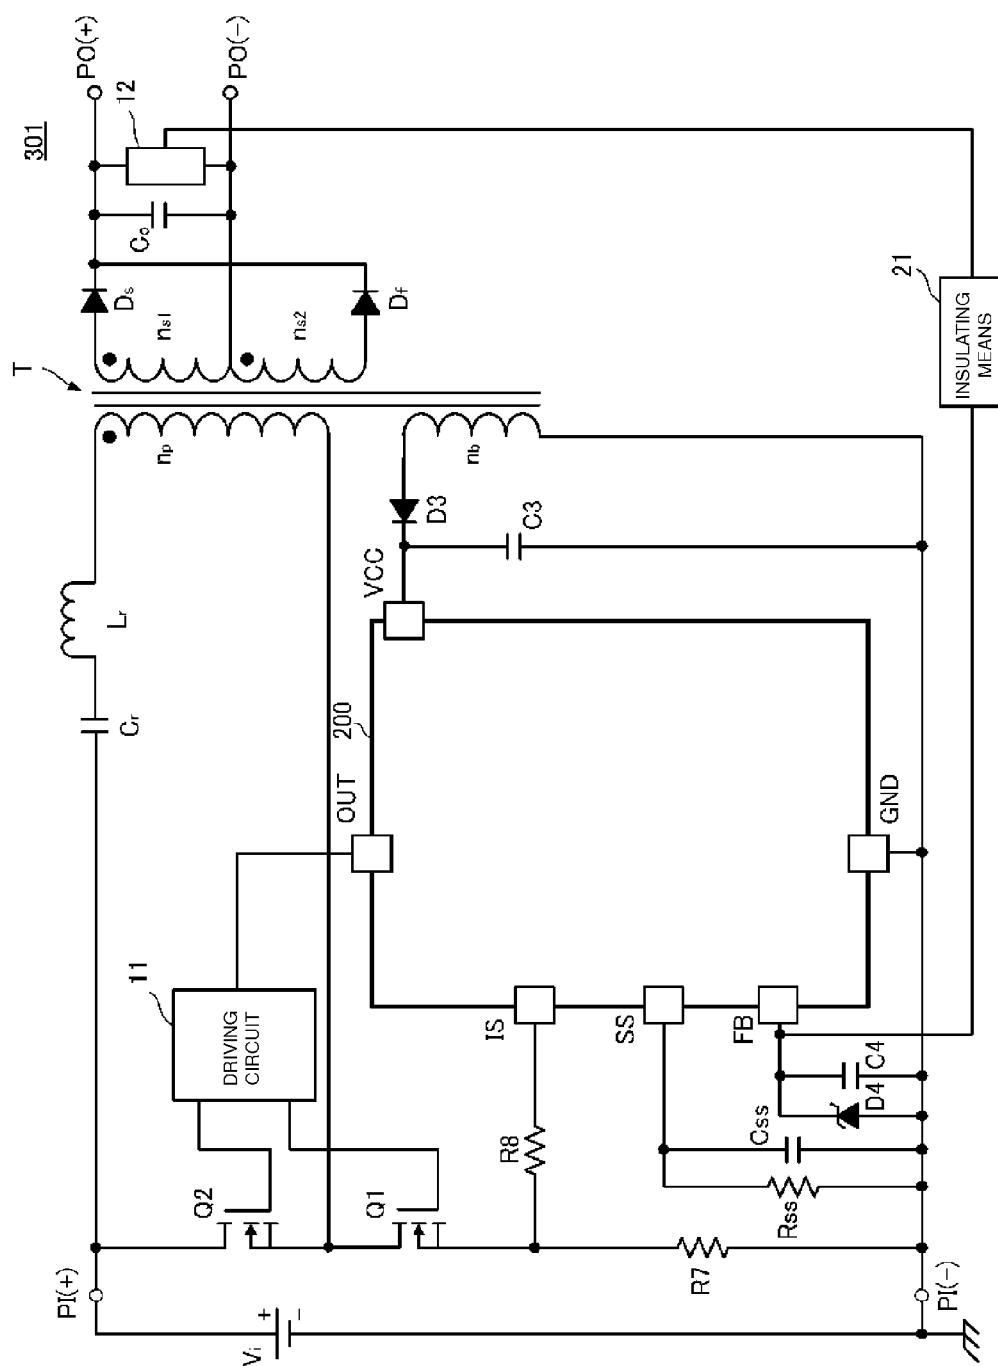 301
PO(+)
PO(-)
12
Co
Ds
Df
ns1
ns2
T
np
nb
21
INSULATING
MEANS
D3
C3
VCC
Lr
Cr
200
OUT
GND
11
DRIVING
CIRCUIT
IS
SS
FB
R8
C4
D4
Css
Rss
Q2
Q1
R7
PI(+)
PI(-)
Vi
+
-